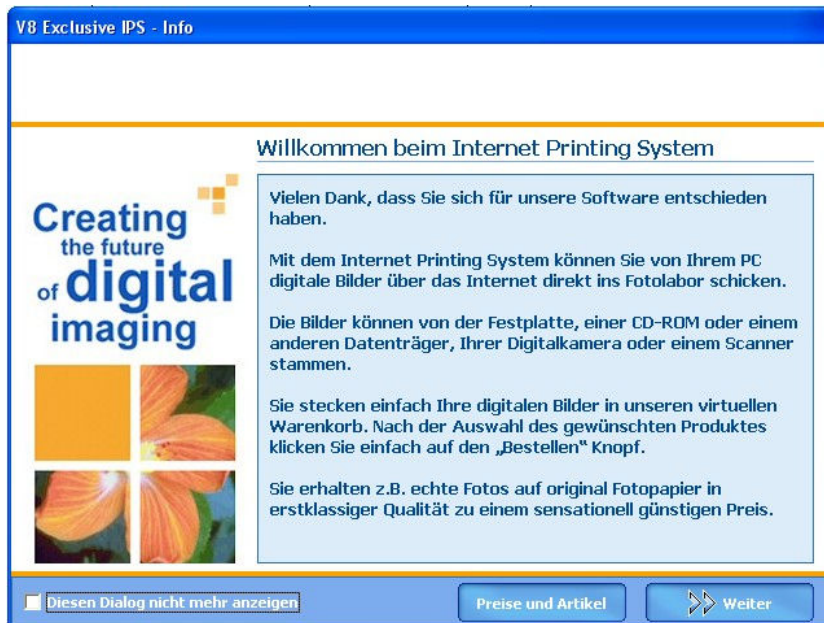 V8 Exclusive IPS - Info
Willkommen beim Internet Printing System
Creating
the future
of digital
imaging
Vielen Dank, dass Sie sich für unsere Software entschieden
haben.
Mit dem Internet Printing System können Sie von Ihrem PC
digitale Bilder über das Internet direkt ins Fotolabor schicken.
Die Bilder können von der Festplatte, einer CD-ROM oder einem
anderen Datenträger, Ihrer Digitalkamera oder einem Scanner
stammen.
Sie stecken einfach Ihre digitalen Bilder in unseren virtuellen
Warenkorb. Nach der Auswahl des gewünschten Produktes
klicken Sie einfach auf den „Bestellen“ Knopf.
Sie erhalten z.B. echte Fotos auf original Fotopapier in
erstklassiger Qualität zu einem sensationell günstigen Preis.
Diesen Dialog nicht mehr anzeigen
Preise und Artikel
Weiter